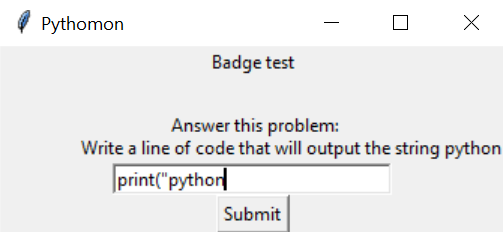 Pythomon
Badge test
Answer this problem:
Write a line of code that will output the string python
print("python
Submit